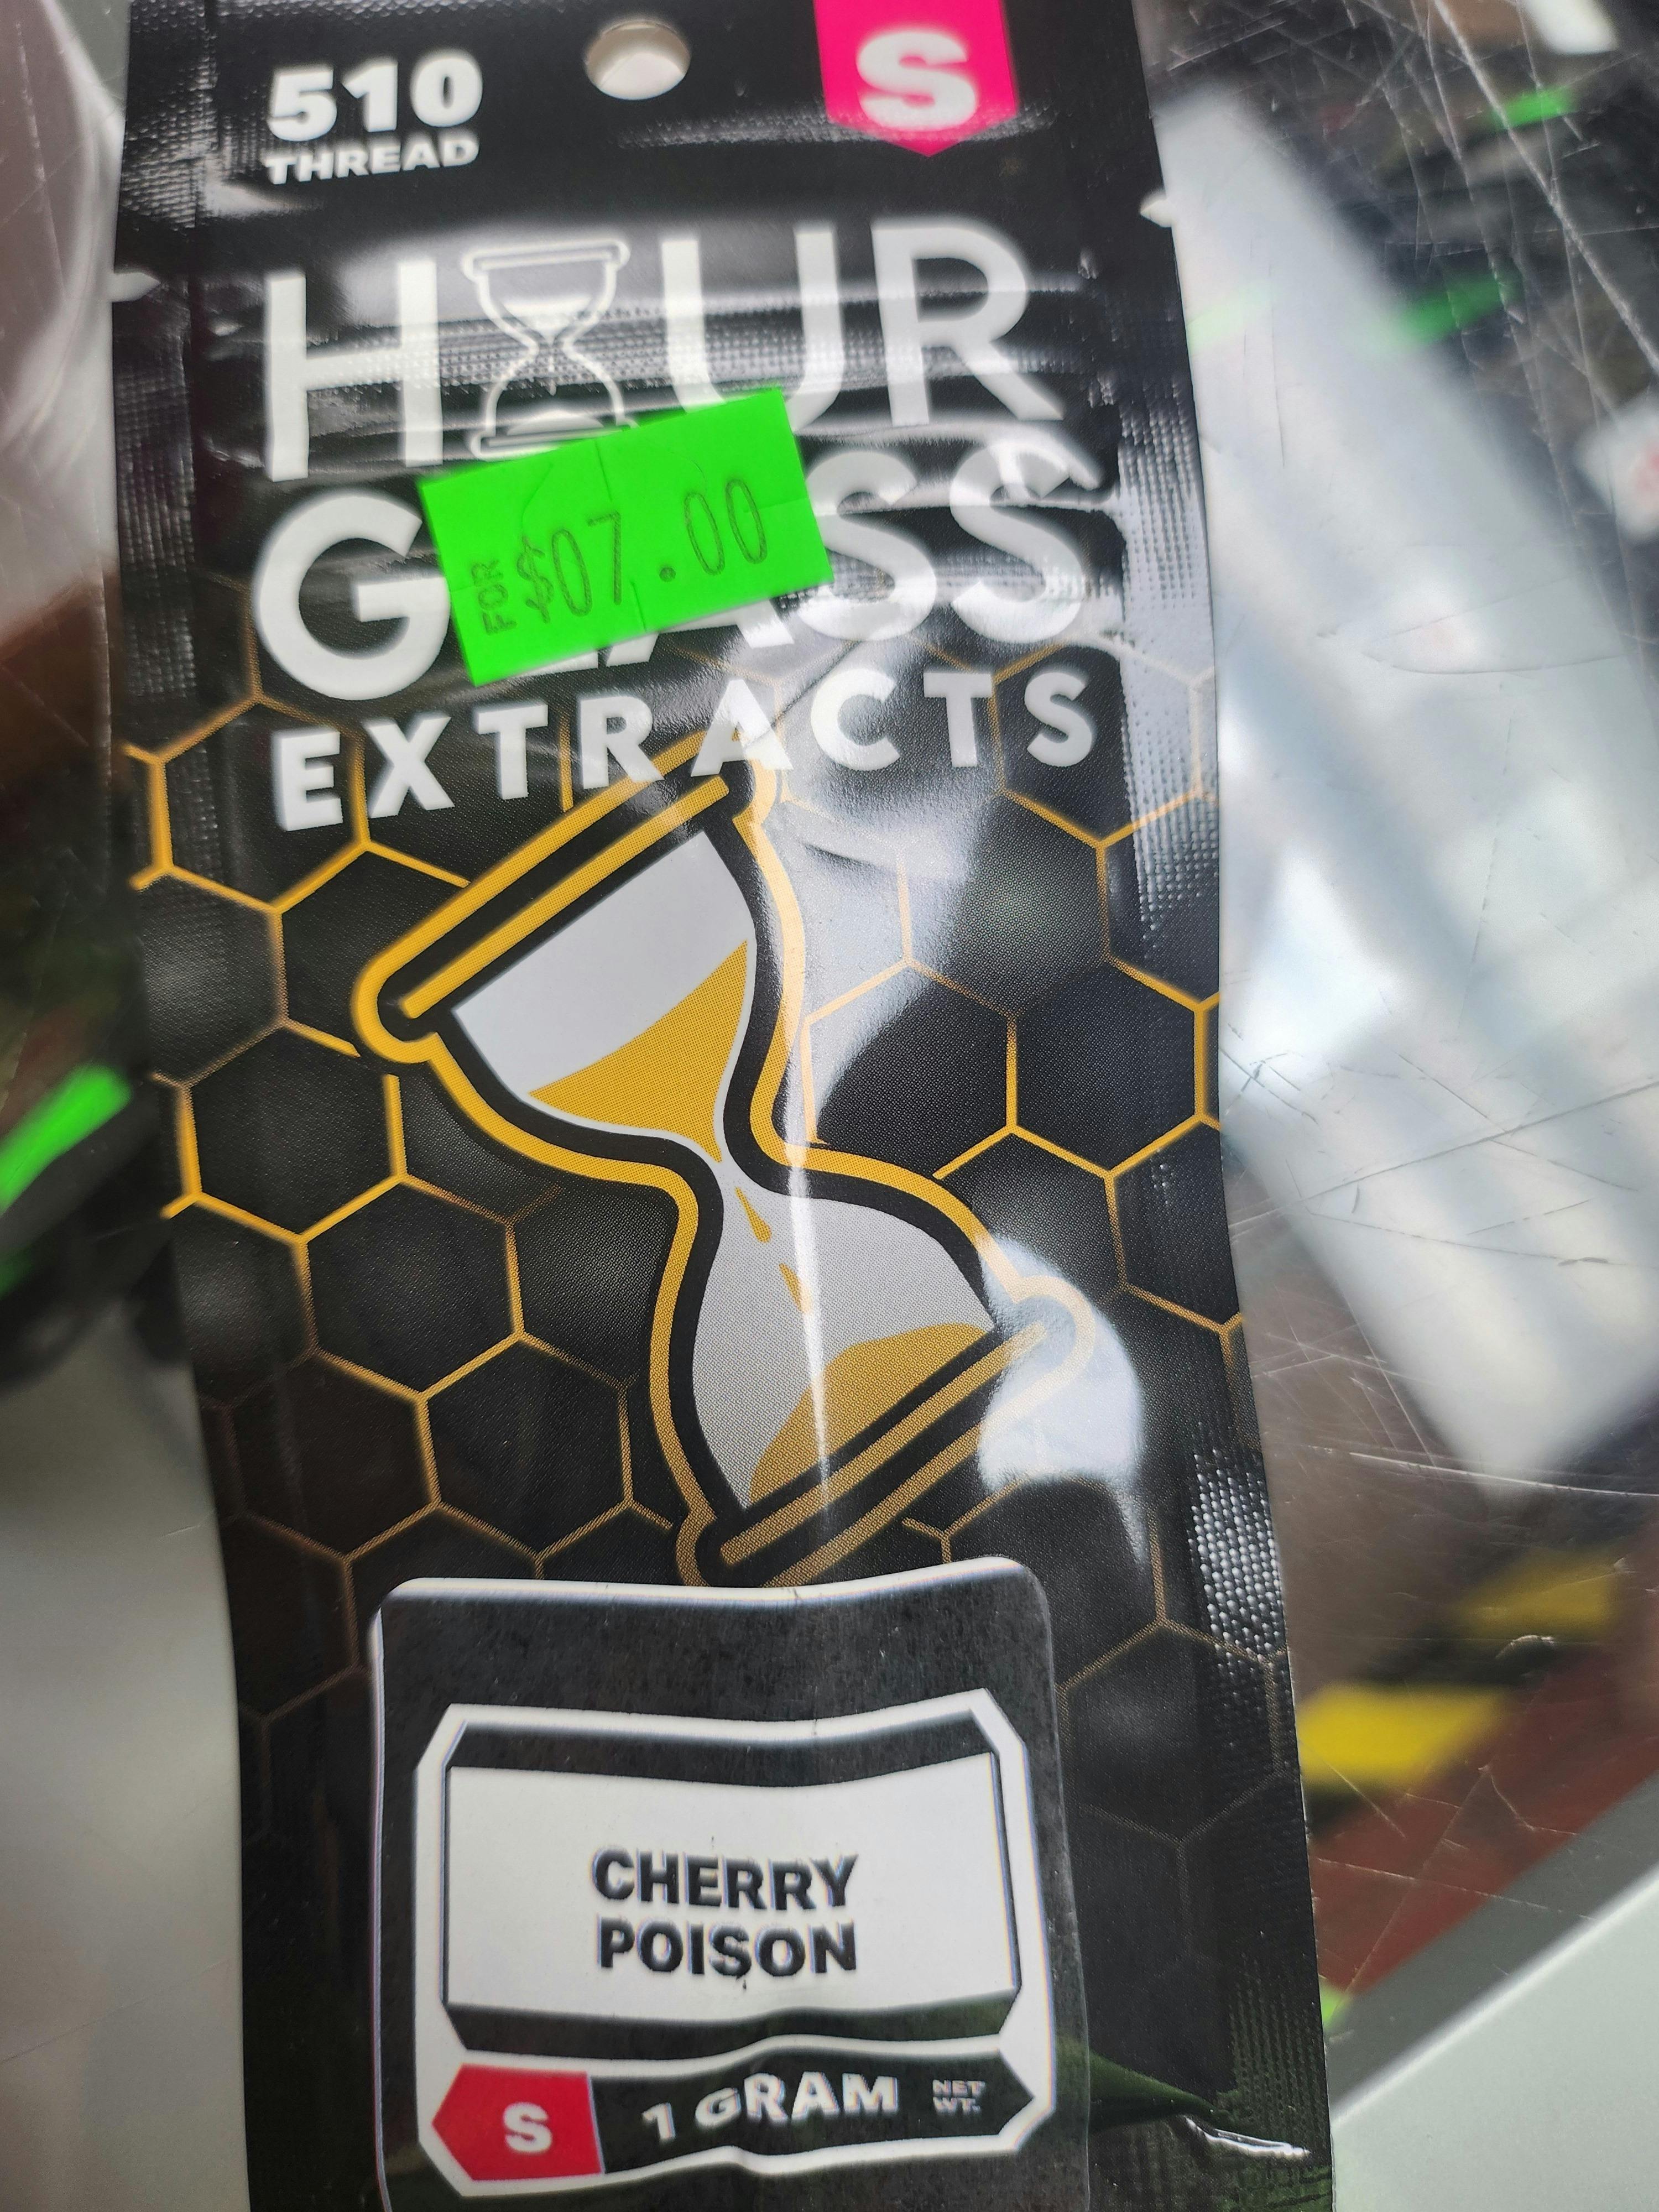 510
THREAD
S
HOUR
FOR $07.00
GLASS
EXTRACTS
CHERRY
POISON
S
1 GRAM
NET
WT.